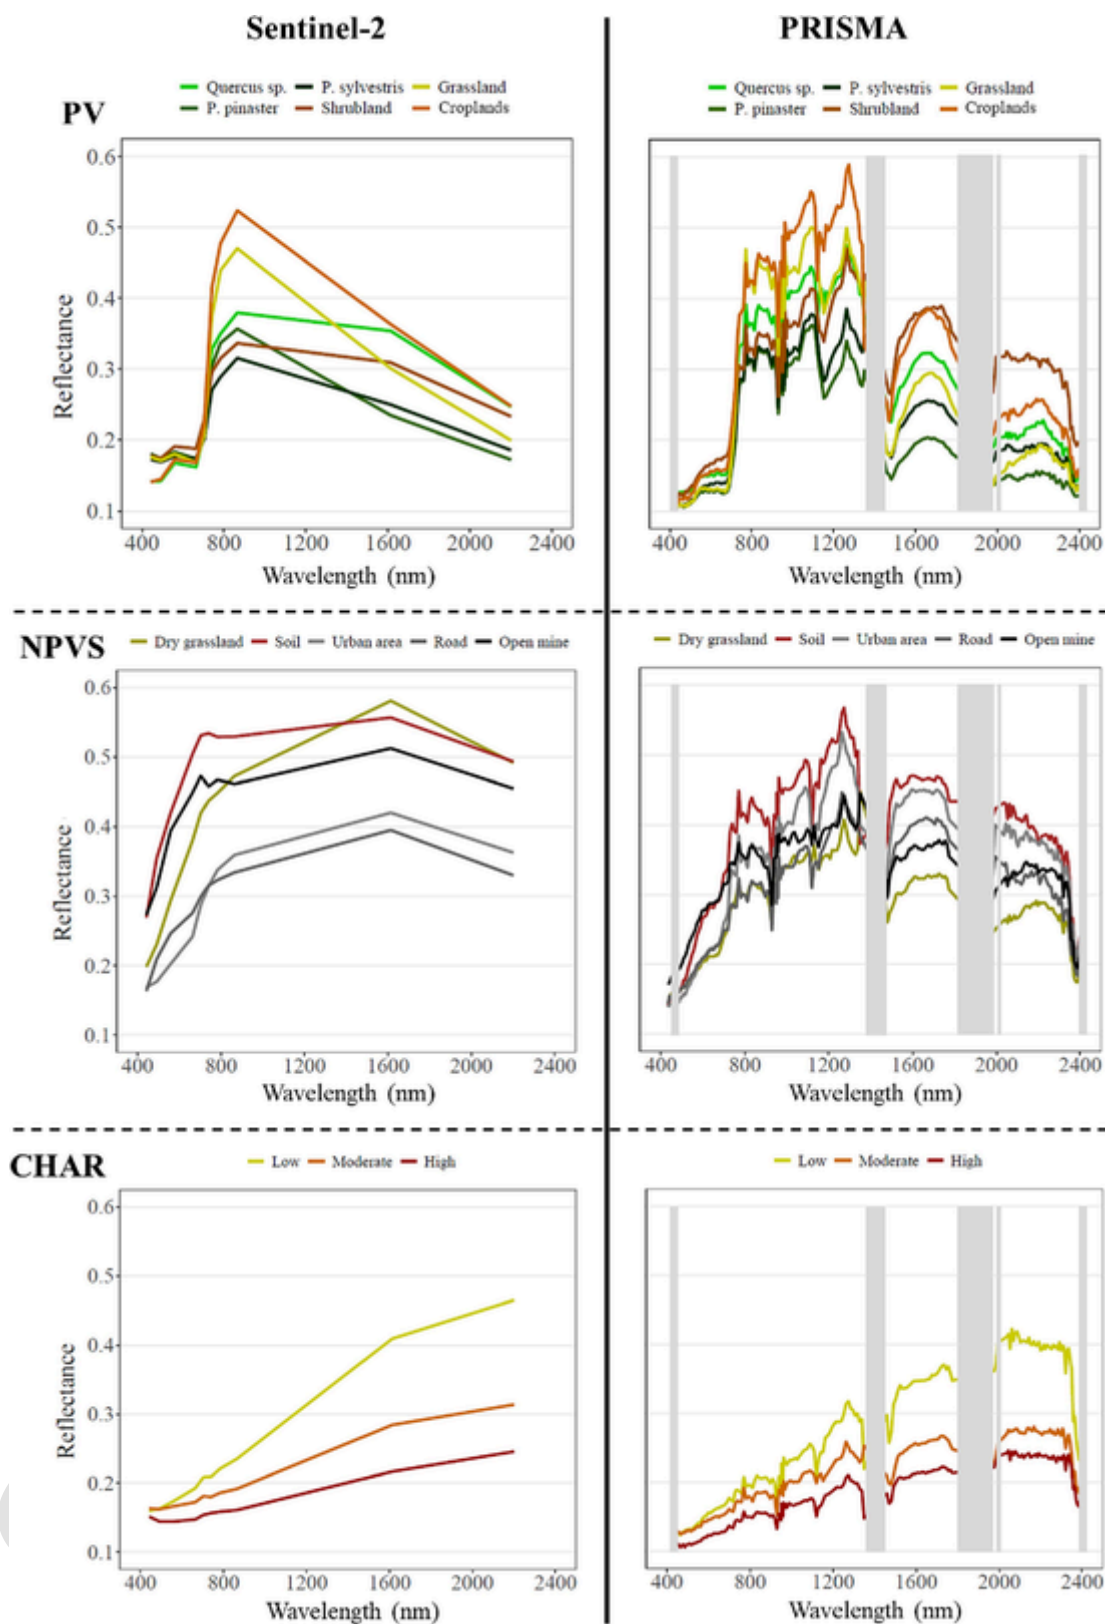 Sentinel-2
PRISMA
PV
Quercus sp. P. sylvestris Grassland
P. pinaster Shrubland Croplands
Quercus sp. P. sylvestris Grassland
P. pinaster Shrubland Croplands
Reflectance
0.6
0.5
0.4
0.3
0.2
0.1
400 800 1200 1600 2000 2400
Wavelength (nm)
400 800 1200 1600 2000 2400
Wavelength (nm)
NPVS
Dry grassland Soil Urban area Road Open mine
Dry grassland Soil Urban area Road Open mine
Reflectance
0.6
0.5
0.4
0.3
0.2
0.1
400 800 1200 1600 2000 2400
Wavelength (nm)
400 800 1200 1600 2000 2400
Wavelength (nm)
CHAR
Low Moderate High
Low Moderate High
Reflectance
0.6
0.5
0.4
0.3
0.2
0.1
400 800 1200 1600 2000 2400
Wavelength (nm)
400 800 1200 1600 2000 2400
Wavelength (nm)